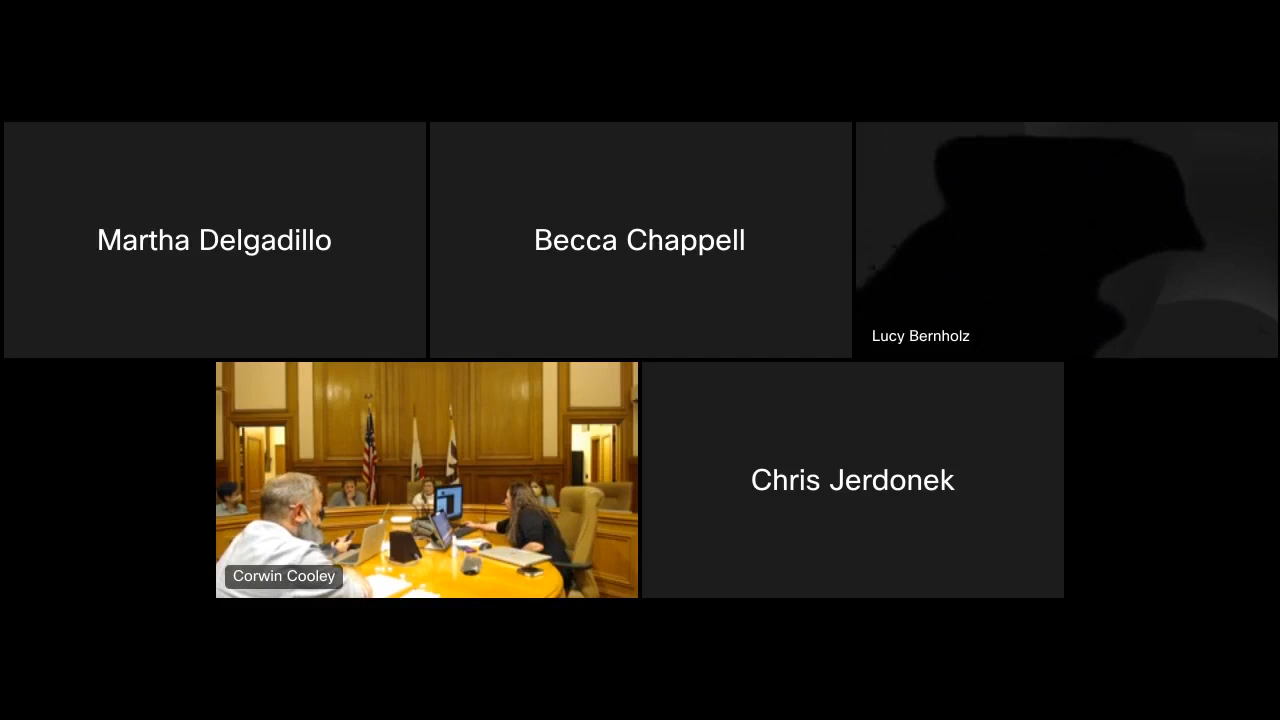 Martha Delgadillo
Becca Chappell
Lucy Bernholz
Corwin Cooley
Chris Jerdonek